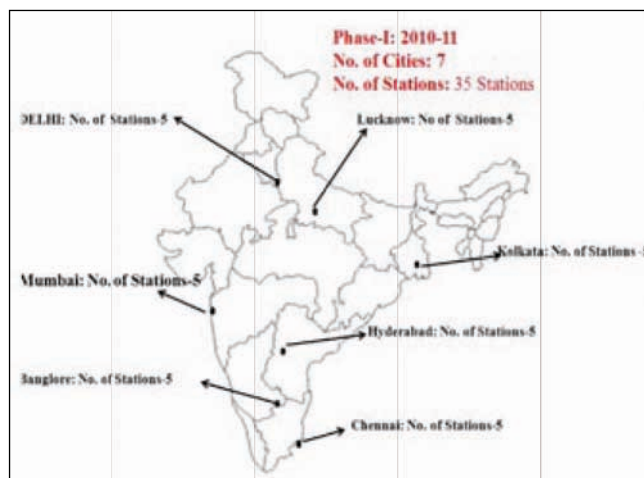 Phase-I: 2010-11
No. of Cities: 7
No. of Stations: 35 Stations
DELHI: No. of Stations-5
Lucknow: No of Stations-5
Kolkata: No. of Stations -
Mumbai: No. of Stations-5
Hyderabad: No. of Stations-5
Banglore: No. of Stations-5
Chennai: No. of Stations-5